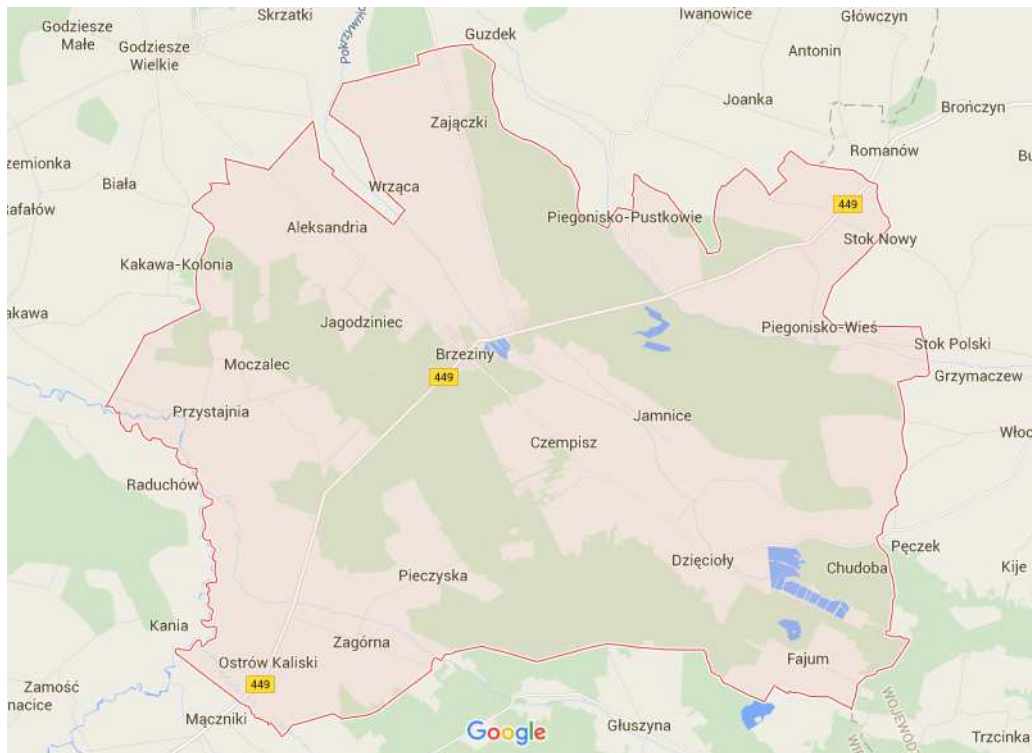 Skrzatki
Iwanowice
Główczyn
Godziesze
Małe
Godziesze
Wielkie
Pokrzywnic
Guzdek
Antonin
Joanka
Brończyn
Zajączki
Romanów
zemionka
Biała
Wrząca
afałów
449
Aleksandria
Piegonisko-Pustkowie
Stok Nowy
Kakawa-Kolonia
akawa
Jagodziniec
Piegonisko-Wieś
Stok Polski
Brzeziny
Moczalec
449
Grzymaczew
Przystajnia
Jamnice
Włoc
Czempisz
Raduchów
Pęczek
Dzięcioły
Chudoba
Kije
Pieczyska
Kania
Zagórna
Ostrów Kaliski
Fajum
449
Zamość
nacice
Mączniki
Google
Głuszyna
WOJEWÓD
Trzcinka